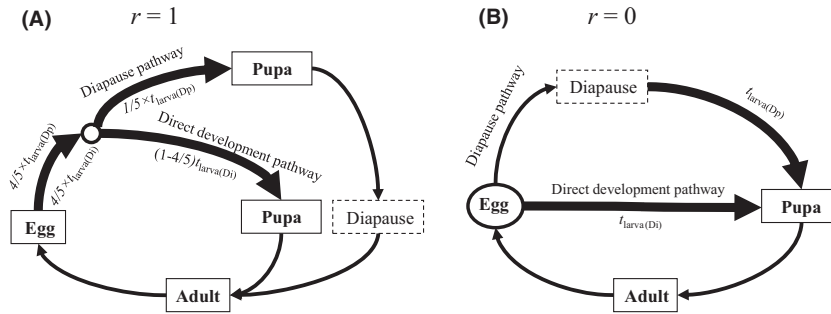 (A)
r = 1
Diapause pathway
Pupa
1/5×t_larva(Dp)
Direct development pathway
(1-4/5)t_larva(Di)
4/5×t_larva(Dp)
4/5×t_larva(Di)
Egg
Pupa
Diapause
Adult
(B)
r = 0
Diapause pathway
Diapause
t_larva(Dp)
Egg
Direct development pathway
t_larva(Di)
Pupa
Adult